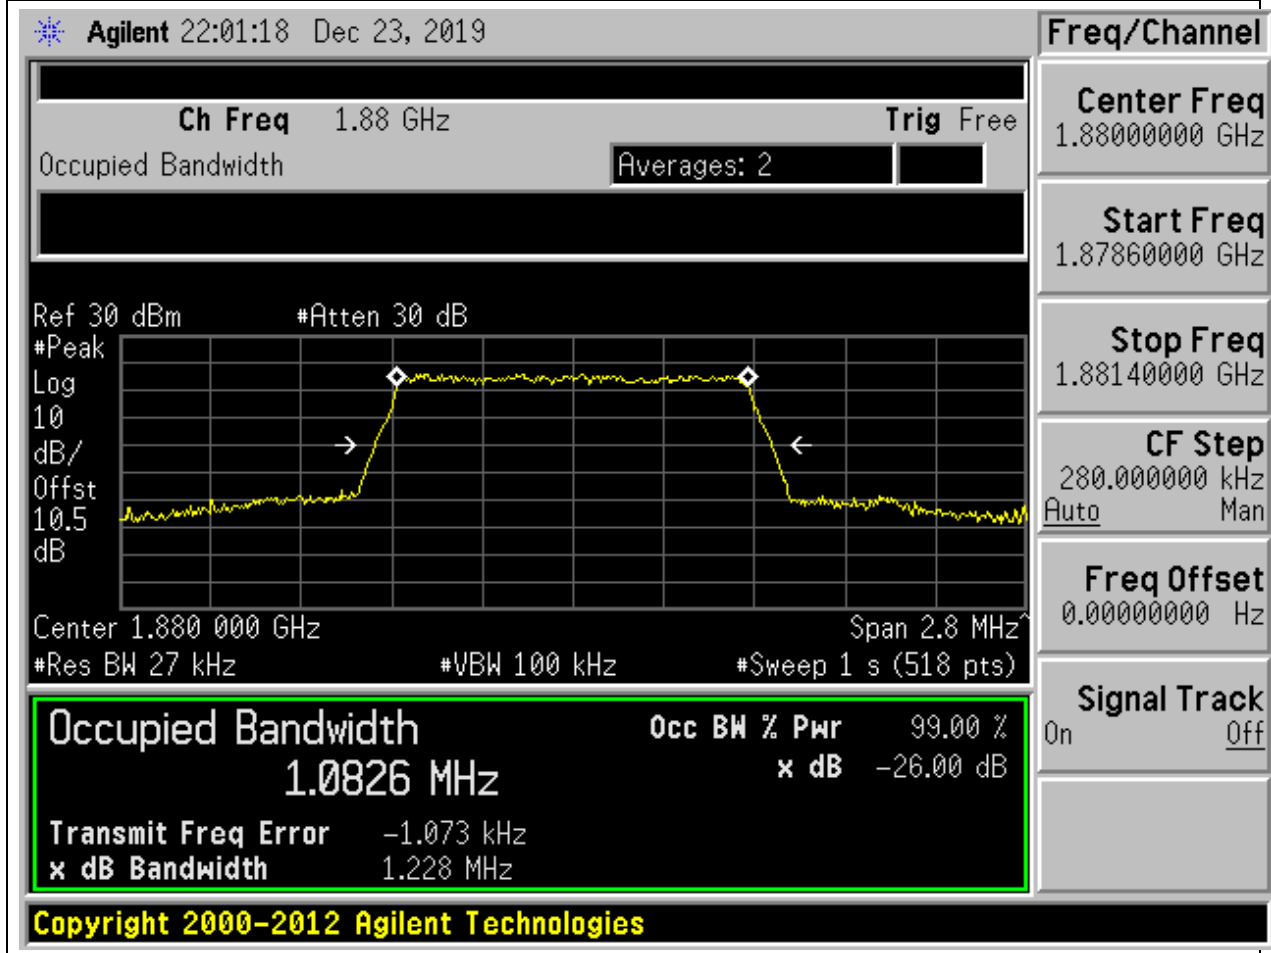 Agilent 22:01:18 Dec 23, 2019
Freq/Channel
Ch Freq 1.88 GHz Trig Free
Occupied Bandwidth Averages: 2
Center Freq
1.88000000 GHz
Start Freq
1.87860000 GHz
Stop Freq
1.88140000 GHz
CF Step
280.000000 kHz
Auto Man
Freq Offset
0.00000000 Hz
Signal Track
On Off
Ref 30 dBm #Atten 30 dB
#Peak
Log
10
dB/
Offst
10.5
dB
Center 1.880 000 GHz Span 2.8 MHz^
#Res BW 27 kHz #VBW 100 kHz #Sweep 1 s (518 pts)
Occupied Bandwidth Occ BW % Pwr 99.00 %
1.0826 MHz x dB -26.00 dB
Transmit Freq Error -1.073 kHz
x dB Bandwidth 1.228 MHz
Copyright 2000-2012 Agilent Technologies